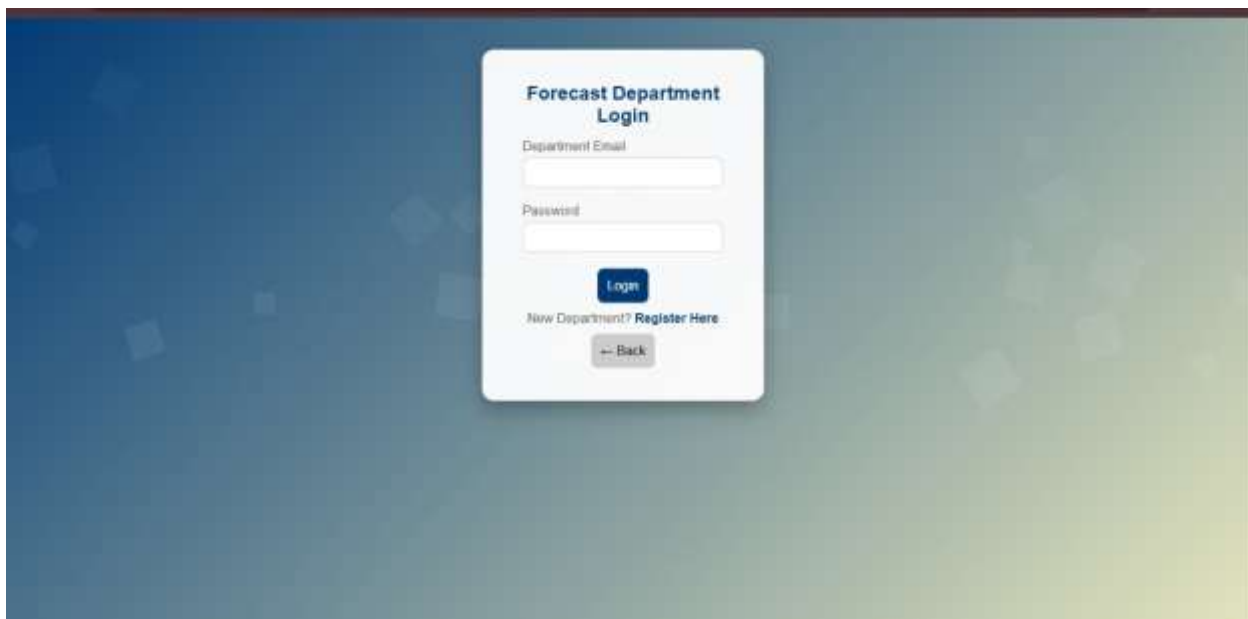 Forecast Department
Login
Department Email
Password
Login
New Department? Register Here
← Back